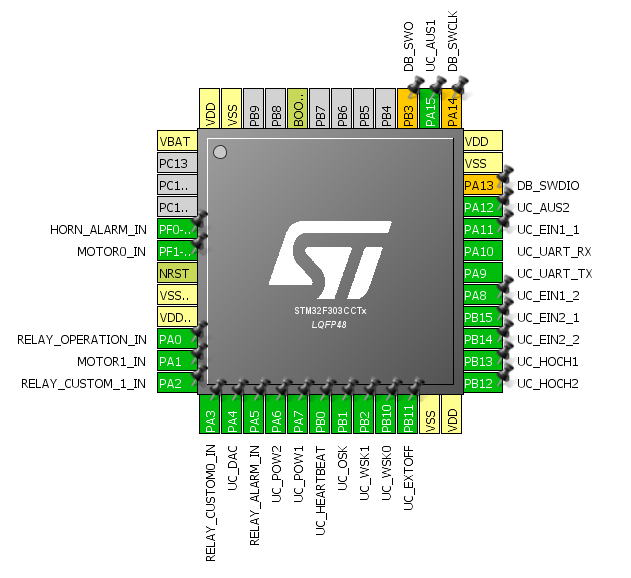 DB_SWO
UC_AUS1
DB_SWCLK
VDD
VSS
PB9
PB8
BOO..
PB7
PB6
PB5
PB4
PB3
PA15
PA14
VBAT
PC13
PC1..
PC1..
HORN_ALARM_IN PF0-..
MOTOR0_IN PF1-..
NRST
VSS..
VDD..
RELAY_OPERATION_IN PA0
MOTOR1_IN PA1
RELAY_CUSTOM_1_IN PA2
ST
STM32F303CCTx
LQFP48
VDD
VSS
PA13 DB_SWDIO
PA12 UC_AUS2
PA11 UC_EIN1_1
PA10 UC_UART_RX
PA9 UC_UART_TX
PA8 UC_EIN1_2
PB15 UC_EIN2_1
PB14 UC_EIN2_2
PB13 UC_HOCH1
PB12 UC_HOCH2
PA3
PA4
PA5
PA6
PA7
PB0
PB1
PB2
PB10
PB11
VSS
VDD
RELAY_CUSTOM0_IN
UC_DAC
RELAY_ALARM_IN
UC_POW2
UC_POW1
UC_HEARTBEAT
UC_OSK
UC_WSK1
UC_WSK0
UC_EXTOFF